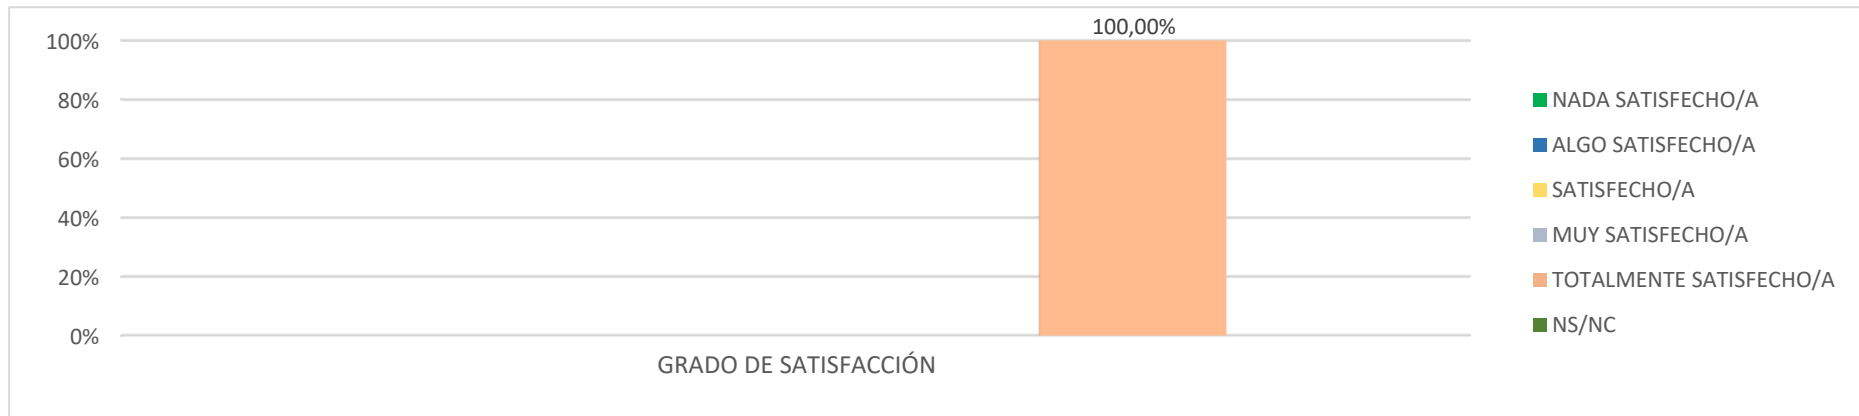 100,00%
100%
80%
60%
40%
20%
0%
GRADO DE SATISFACCIÓN
NADA SATISFECHO/A
ALGO SATISFECHO/A
SATISFECHO/A
MUY SATISFECHO/A
TOTALMENTE SATISFECHO/A
NS/NC